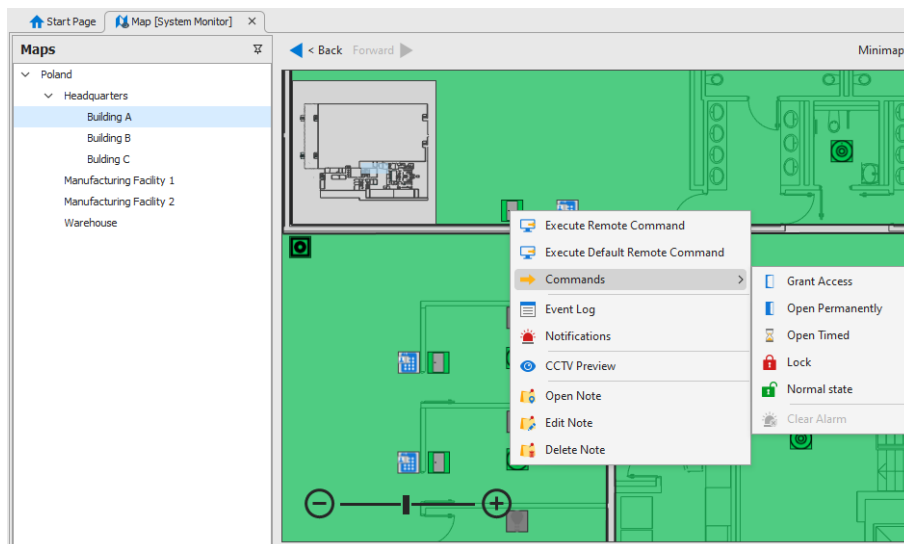 Start Page
Map [System Monitor]
Maps
< Back Forward
Minimap
Poland
Headquarters
Building A
Building B
Bulding C
Manufacturing Facility 1
Manufacturing Facility 2
Warehouse
Execute Remote Command
Execute Default Remote Command
Commands
Event Log
Notifications
CCTV Preview
Open Note
Edit Note
Delete Note
Grant Access
Open Permanently
Open Timed
Lock
Normal state
Clear Alarm